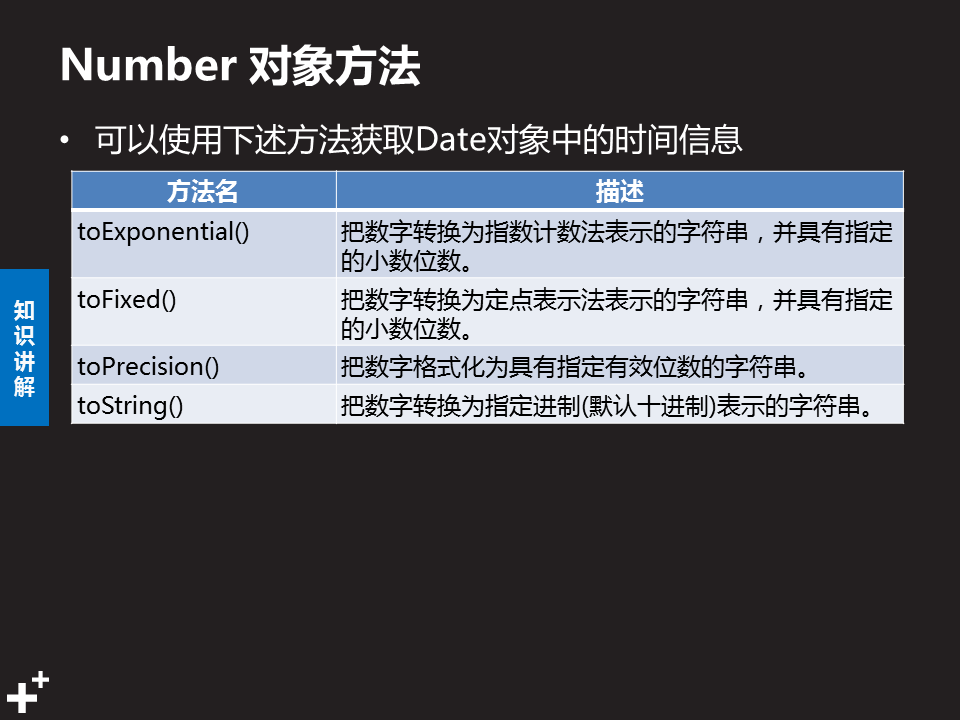 Number 对象方法
• 可以使用下述方法获取Date对象中的时间信息
方法名 描述
toExponential() 把数字转换为指数计数法表示的字符串，并具有指定
的小数位数。
toFixed() 把数字转换为定点表示法表示的字符串，并具有指定
的小数位数。
toPrecision() 把数字格式化为具有指定有效位数的字符串。
toString() 把数字转换为指定进制(默认十进制)表示的字符串。
知
识
讲
解